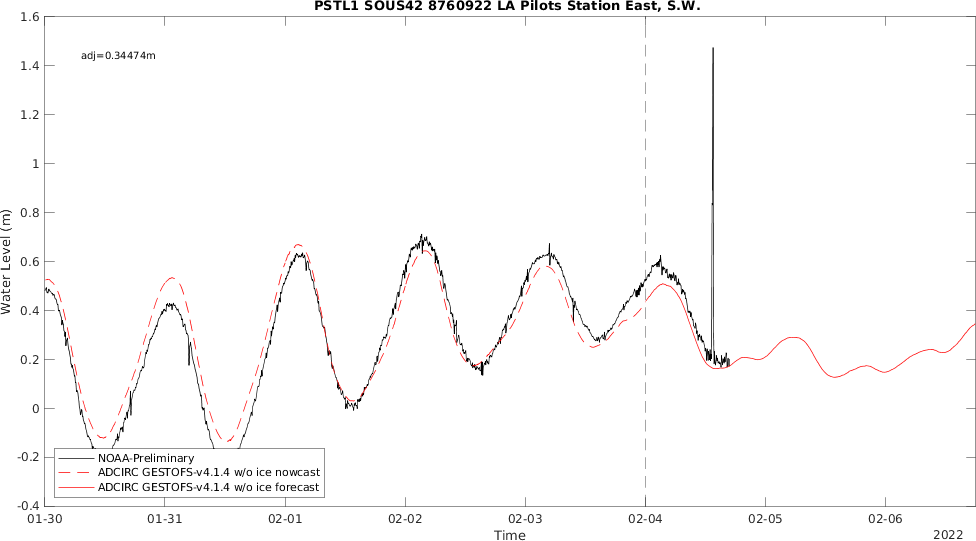 PSTL1 SOUS42 8760922 LA Pilots Station East, S.W.
adj=0.34474m
1.6
1.4
1.2
1
0.8
0.6
0.4
0.2
0
-0.2
-0.4
Water Level (m)
NOAA-Preliminary
ADCIRC GESTOFS-v4.1.4 w/o ice nowcast
ADCIRC GESTOFS-v4.1.4 w/o ice forecast
01-30 01-31 02-01 02-02 02-03 02-04 02-05 02-06
Time
2022